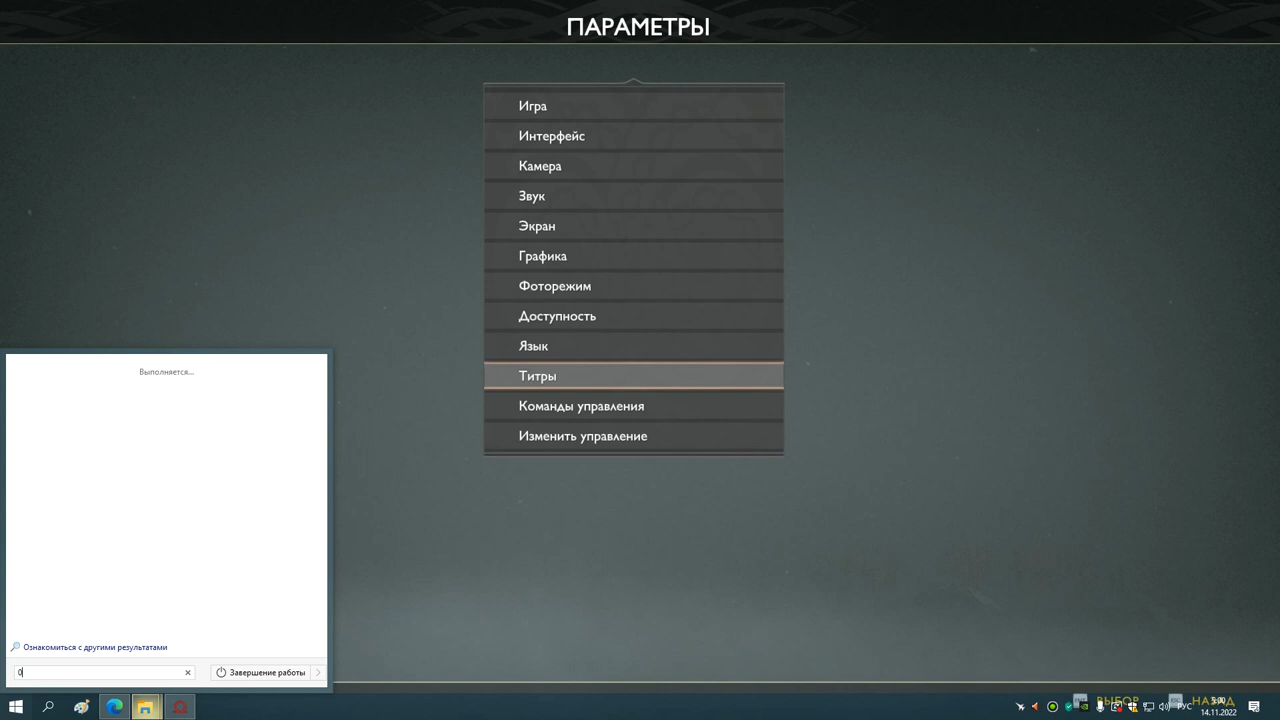 ПАРАМЕТРЫ
Игра
Интерфейс
Камера
Звук
Экран
Графика
Фоторежим
Доступность
Язык
Титры
Команды управления
Изменить управление
Выполняется...
Ознакомиться с другими результатами
0
Завершение работы
ВЫБОР
НАЗАД
РУС
14.11.2022